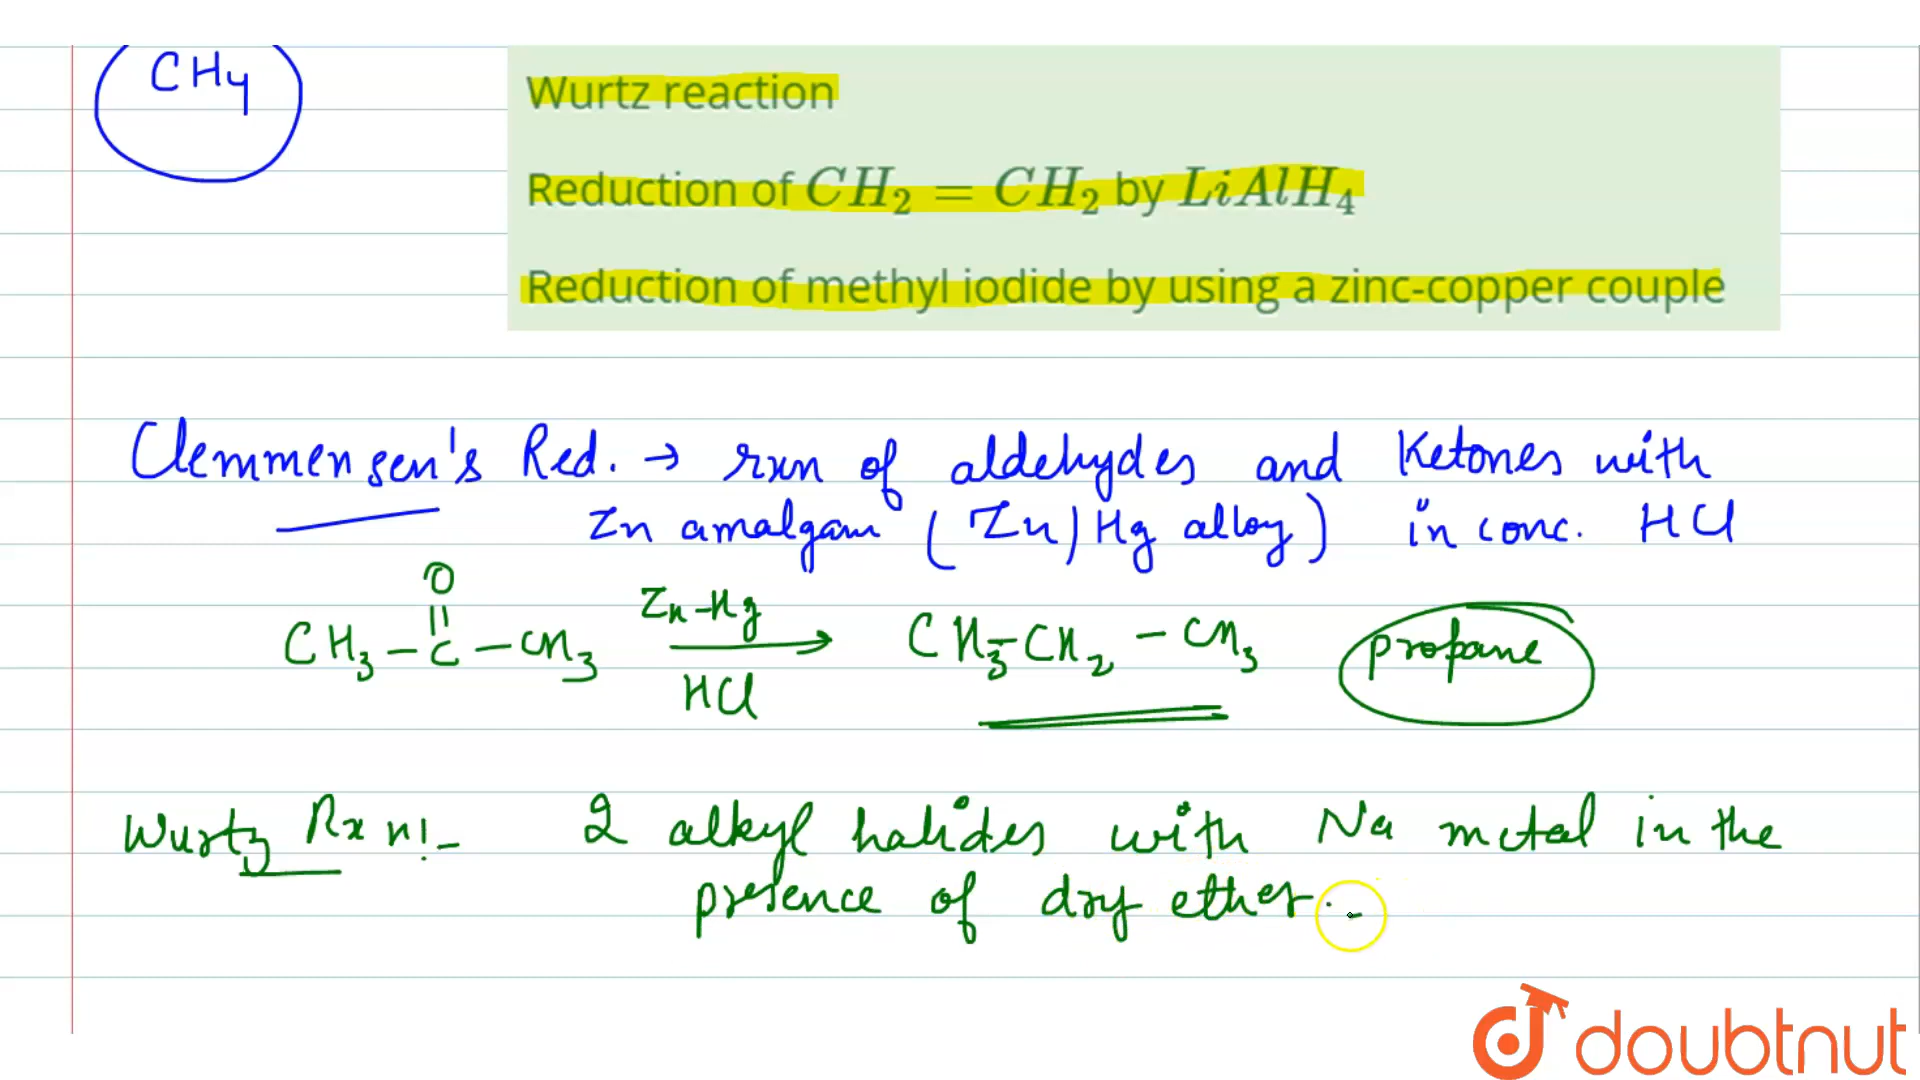 CH4
Wurtz reaction
Reduction of CH₂ = CH₂ by LiAlH₄
Reduction of methyl iodide by using a zinc-copper couple
Clemmensen's Red. → rxn of aldehydes and Ketones with
Zn amalgam (Zn) Hg alloy) in conc. HCl
O
||
CH3 – C – CH3 Zn-Hg HCl → CH3 – CH2 – CH3 propane
Wurtz Rxn:- 2 alkyl halides with Na metal in the
presence of dry ether. -
doubtnut